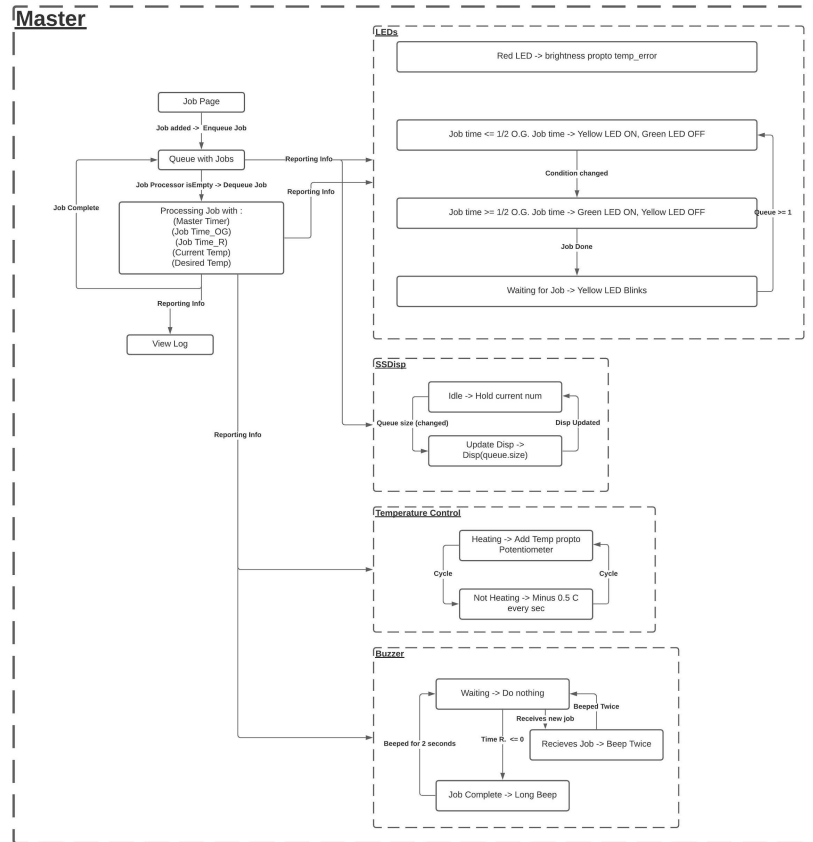 Master
LEDs
Red LED -> brightness propto temp_error
Job Page
Job added -> Enqueue Job
Job time <= 1/2 O.G. Job time -> Yellow LED ON, Green LED OFF
Queue with Jobs
Reporting Info
Condition changed
Job Processor isEmpty -> Dequeue Job
Reporting Info
Job Complete
Processing Job with :
(Master Timer)
(Job Time_OG)
(Job Time_R)
(Current Temp)
(Desired Temp)
Job time >= 1/2 O.G. Job time -> Green LED ON, Yellow LED OFF
Queue >= 1
Job Done
Waiting for Job -> Yellow LED Blinks
Reporting Info
View Log
SSDisp
Idle -> Hold current num
Queue size (changed)
Disp Updated
Update Disp ->
Disp(queue.size)
Reporting Info
Temperature Control
Heating -> Add Temp propto
Potentiometer
Cycle
Cycle
Not Heating -> Minus 0.5 C
every sec
Buzzer
Waiting -> Do nothing
Beeped Twice
Receives new job
Time R. <= 0
Beeped for 2 seconds
Recieves Job -> Beep Twice
Job Complete -> Long Beep